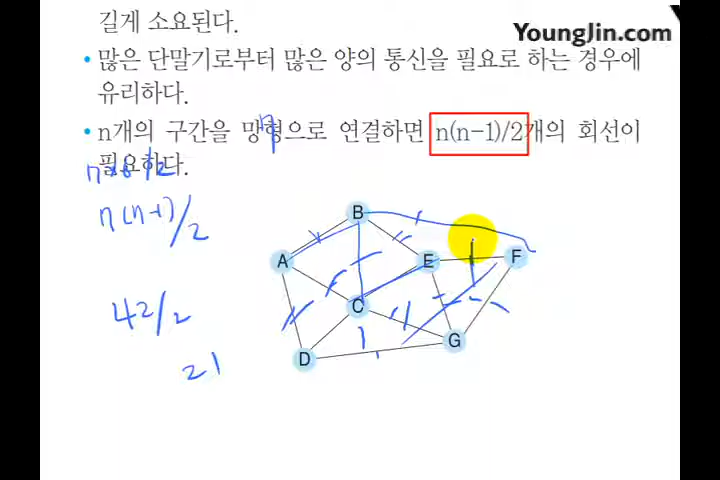 길게 소요된다.
YoungJin.com
• 많은 단말기로부터 많은 양의 통신을 필요로 하는 경우에
유리하다.
• n개의 구간을 망형으로 연결하면 n(n-1)/2개의 회선이
필요하다.
n(n-1)/2
42/2
21
B
A
E
F
C
D
G